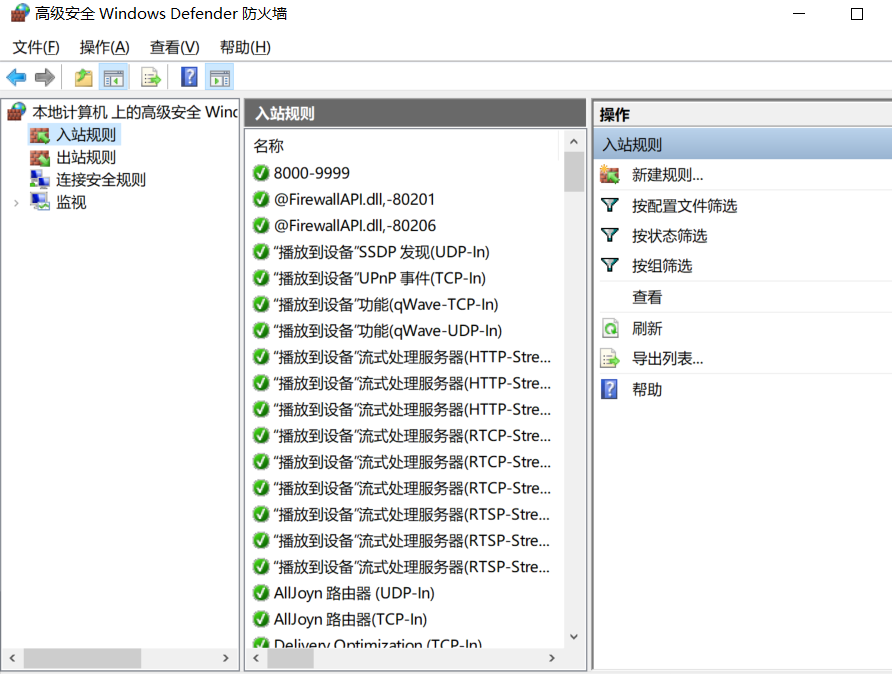 高级安全 Windows Defender 防火墙
文件(F) 操作(A) 查看(V) 帮助(H)
本地计算机 上的高级安全 Wind
入站规则
出站规则
连接安全规则
监视
入站规则
名称
8000-9999
@FirewallAPI.dll,-80201
@FirewallAPI.dll,-80206
“播放到设备”SSDP 发现(UDP-In)
“播放到设备”UPnP 事件(TCP-In)
“播放到设备”功能(qWave-TCP-In)
“播放到设备”功能(qWave-UDP-In)
“播放到设备”流式处理服务器(HTTP-Stre...
“播放到设备”流式处理服务器(HTTP-Stre...
“播放到设备”流式处理服务器(HTTP-Stre...
“播放到设备”流式处理服务器(RTCP-Stre...
“播放到设备”流式处理服务器(RTCP-Stre...
“播放到设备”流式处理服务器(RTCP-Stre...
“播放到设备”流式处理服务器(RTSP-Stre...
“播放到设备”流式处理服务器(RTSP-Stre...
“播放到设备”流式处理服务器(RTSP-Stre...
AllJoyn 路由器 (UDP-In)
AllJoyn 路由器(TCP-In)
Delivery Optimization (TCP-In)
操作
入站规则
新建规则...
按配置文件筛选
按状态筛选
按组筛选
查看
刷新
导出列表...
帮助